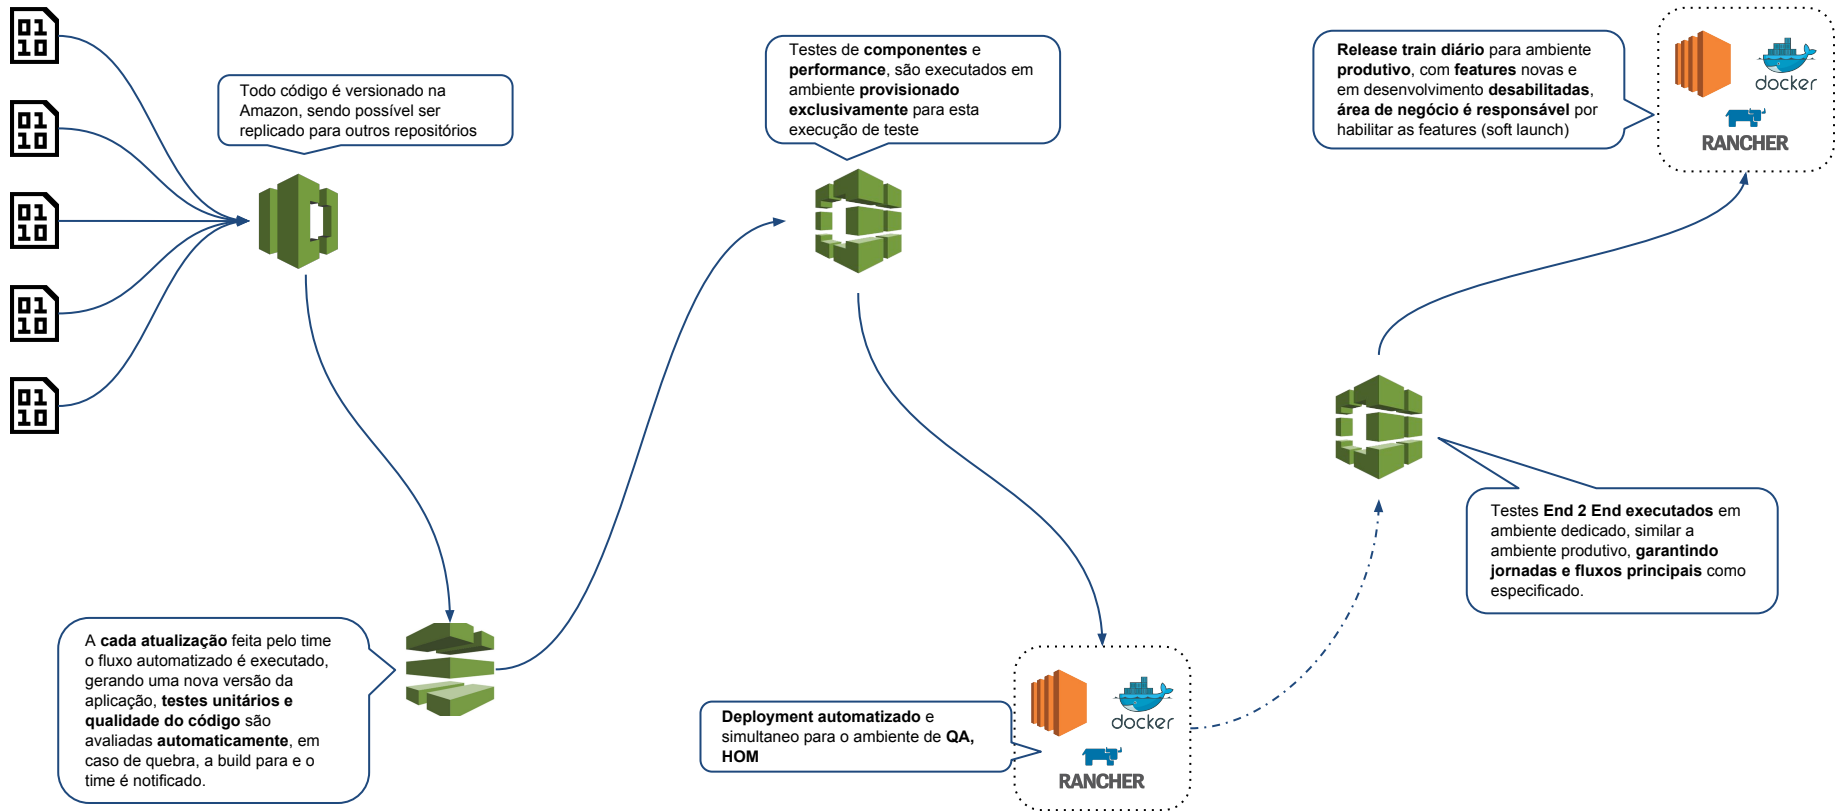 01
10
01
10
01
10
01
10
01
10
Todo código é versionado na
Amazon, sendo possível ser
replicado para outros repositórios
A cada atualização feita pelo time
o fluxo automatizado é executado,
gerando uma nova versão da
aplicação, testes unitários e
qualidade do código são
avaliadas automaticamente, em
caso de quebra, a build para e o
time é notificado.
Testes de componentes e
performance, são executados em
ambiente provisionado
exclusivamente para esta
execução de teste
Deployment automatizado e
simultaneo para o ambiente de QA,
HOM
docker
RANCHER
Testes End 2 End executados em
ambiente dedicado, similar a
ambiente produtivo, garantindo
jornadas e fluxos principais como
especificado.
Release train diário para ambiente
produtivo, com features novas e
em desenvolvimento desabilitadas,
área de negócio é responsável por
habilitar as features (soft launch)
docker
RANCHER